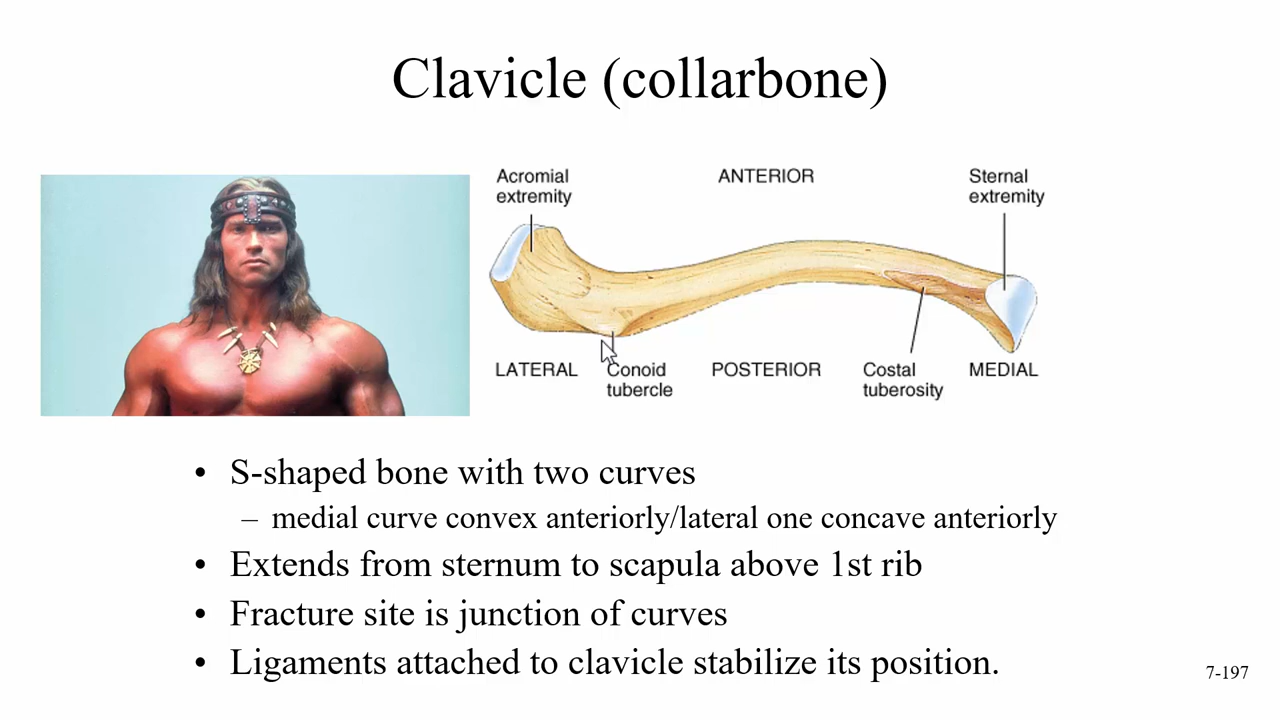 Clavicle (collarbone)
Acromial
extremity
ANTERIOR
Sternal
extremity
LATERAL
Conoid
tubercle
POSTERIOR
Costal
tuberosity
MEDIAL
• S-shaped bone with two curves
– medial curve convex anteriorly/lateral one concave anteriorly
• Extends from sternum to scapula above 1st rib
• Fracture site is junction of curves
• Ligaments attached to clavicle stabilize its position.
7-197